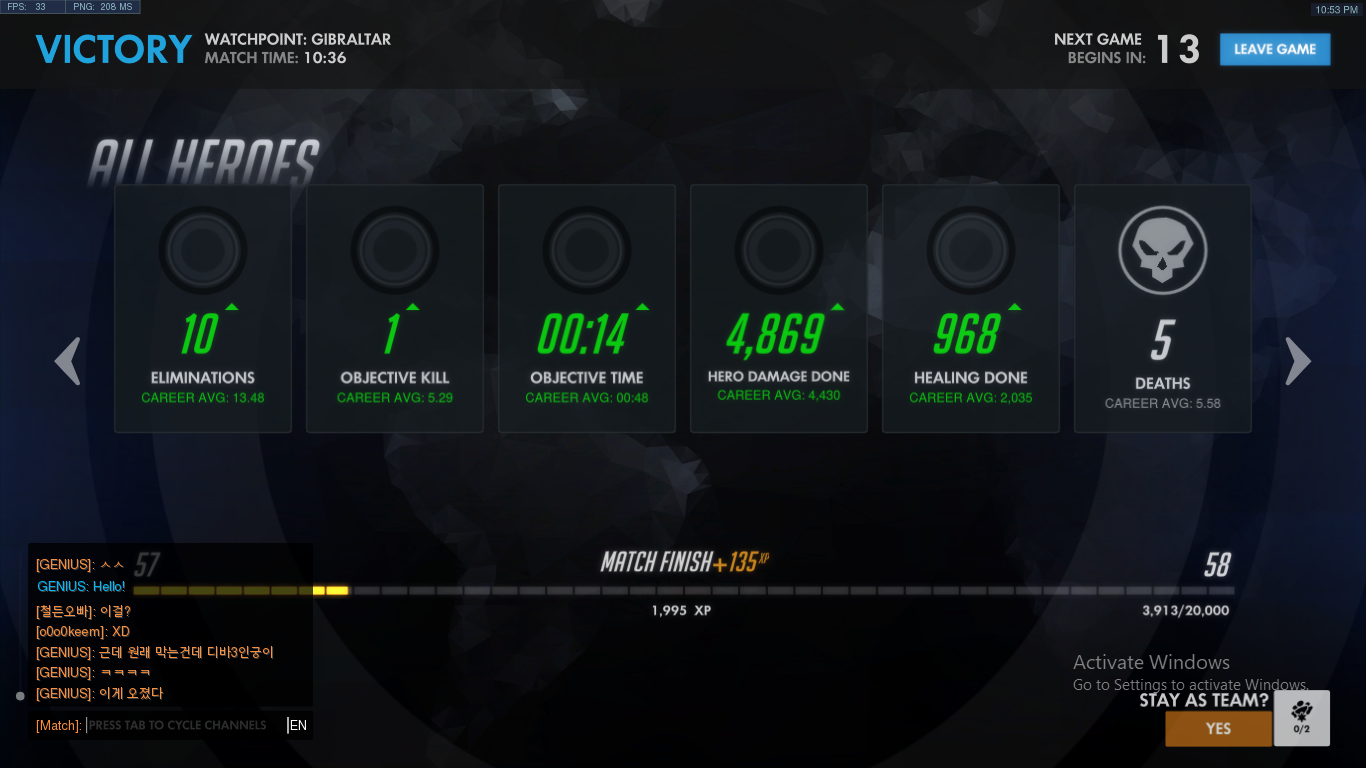 FPS: 33 PNG: 208 MS
10:53 PM
VICTORY
WATCHPOINT: GIBRALTAR
MATCH TIME: 10:36
NEXT GAME
BEGINS IN:
13
LEAVE GAME
ALL HEROES
10
ELIMINATIONS
CAREER AVG: 13.48
1
OBJECTIVE KILL
CAREER AVG: 5.29
00:14
OBJECTIVE TIME
CAREER AVG: 00:48
4,869
HERO DAMAGE DONE
CAREER AVG: 4,430
968
HEALING DONE
CAREER AVG: 2,035
5
DEATHS
CAREER AVG: 5.58
57
MATCH FINISH+135XP
58
1,995 XP
3,913/20,000
[GENIUS]: ㅅㅅ
GENIUS: Hello!
[철든오빠]: 이걸?
[o0o0keem]: XD
[GENIUS]: 근데 원래 막는건데 디바3인궁이
[GENIUS]: ㅋㅋㅋㅋ
[GENIUS]: 이게 오졌다
[Match]: PRESS TAB TO CYCLE CHANNELS EN
Activate Windows
Go to Settings to activate Windows.
STAY AS TEAM?
YES
0/2